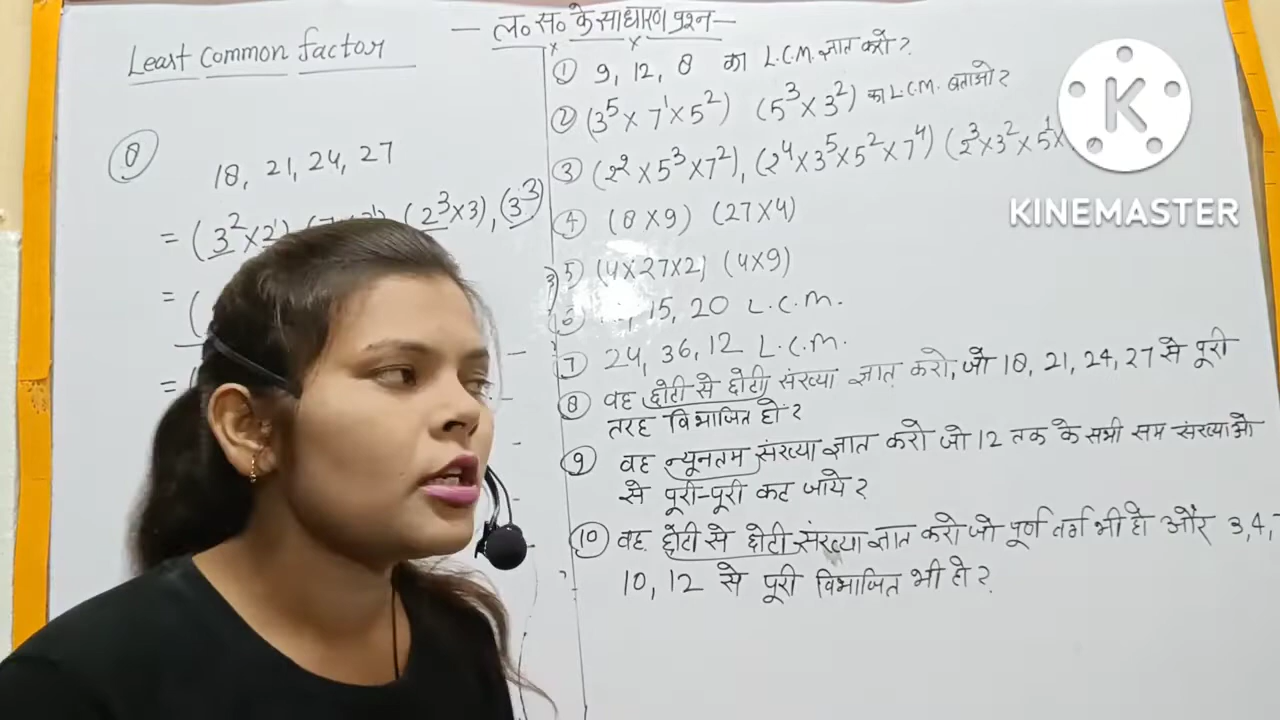 Least common factor
8
18, 21, 24, 27
= (3² × 2¹) (2³ × 3), (3³)
= (
=
— ल० स० के साधारण प्रश्न —
① 9, 12, 8 का L.C.M. ज्ञात करो ?
② (3⁵ × 7¹ × 5²) (5³ × 3²) का L.C.M. बताओ ?
③ (2² × 5³ × 7²), (2⁴ × 3⁵ × 5² × 7⁴) (2³ × 3² × 5¹ ×
④ (8 × 9) (27 × 4)
⑤ (4 × 27 × 2) (4 × 9)
⑥ 15, 20 L.C.M.
⑦ 24, 36, 12 L.C.M.
⑧ वह छोटी से छोटी संख्या ज्ञात करो, जो 18, 21, 24, 27 से पूरी
तरह विभाजित हो ?
⑨ वह न्यूनतम संख्या ज्ञात करो जो 12 तक के सभी सम संख्याओ
से पूरी-पूरी कट जाये ?
⑩ वह छोटी से छोटी संख्या ज्ञात करो जो पूर्ण वर्ग भी हो और 3, 4,
10, 12 से पूरी विभाजित भी हो ?
K
KINEMASTER